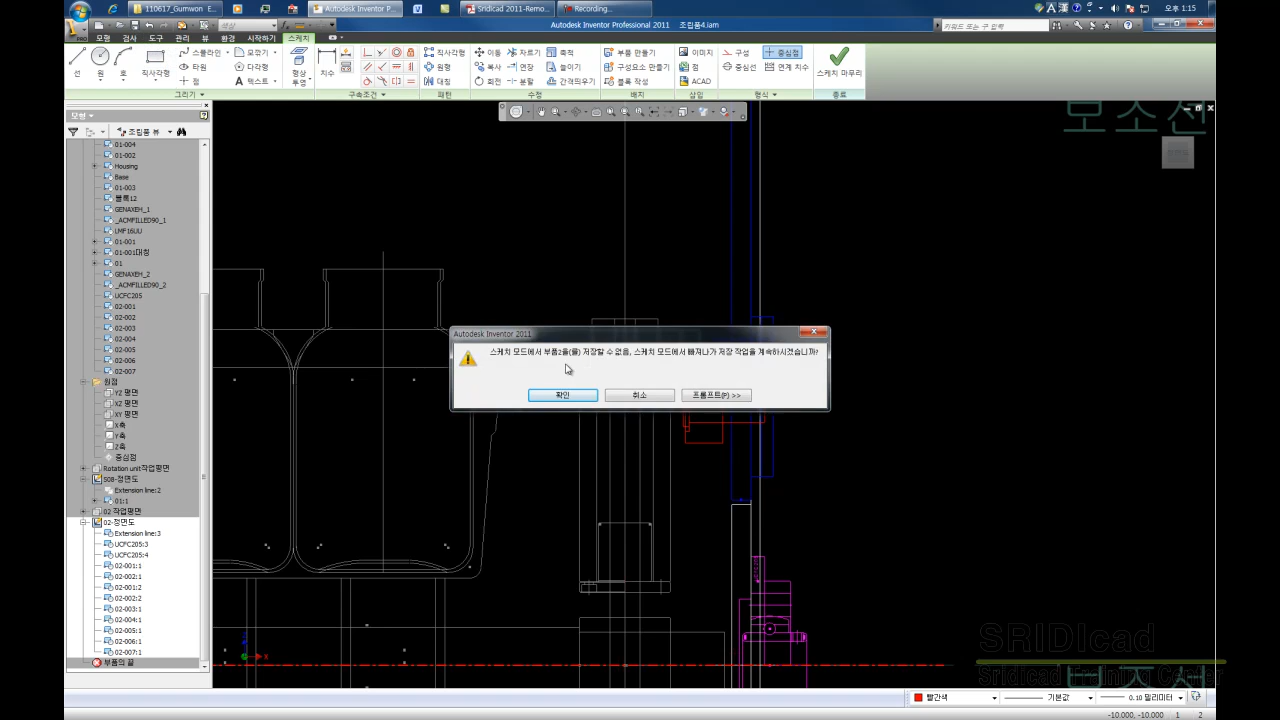 110617_Gumwon E...
Autodesk Inventor P...
Sridicad 2011-Remo...
Recording...
오후 1:15
색상
Autodesk Inventor Professional 2011 조립품4.iam
키워드 또는 구 입력
모형 검사 도구 관리 뷰 환경 시작하기 스케치
선 원 호 직사각형
스플라인 모깎기
타원 다각형
점 텍스트
형상 투영
치수
직사각형
원형
대칭
이동 자르기 축척
복사 연장 늘이기
회전 분할 간격띄우기
부품 만들기
구성요소 만들기
블록 작성
이미지
점
ACAD
구성 중심점
중심선 연계 치수
스케치 마무리
그리기 구속조건 패턴 수정 배치 삽입 형식 종료
모형
조립품 뷰
01-004
01-002
Housing
Base
01-003
블록12
GENAXEH_1
_ACMFILLED90_1
LMF16UU
01-001
01-001대칭
01
GENAXEH_2
_ACMFILLED90_2
UCFC205
02-001
02-002
02-003
02-004
02-005
02-006
02-007
원점
YZ 평면
XZ 평면
XY 평면
X축
Y축
Z축
중심점
Rotation unit작업평면
508-정면도
Extension line:2
01:1
02 작업평면
02-정면도
Extension line:3
UCFC205:3
UCFC205:4
02-001:1
02-002:1
02-001:2
02-002:2
02-003:1
02-004:1
02-005:1
02-006:1
02-007:1
부품의 끝
Autodesk Inventor 2011
스케치 모드에서 부품2을(를) 저장할 수 없음, 스케치 모드에서 빠져나가 저장 작업을 계속하시겠습니까?
확인 취소 프롬프트(P) >>
SRIDIcad
Sridicad Training Center
빨간색 기본값 0.10 밀리미터
-10.000, -10.000 1 2